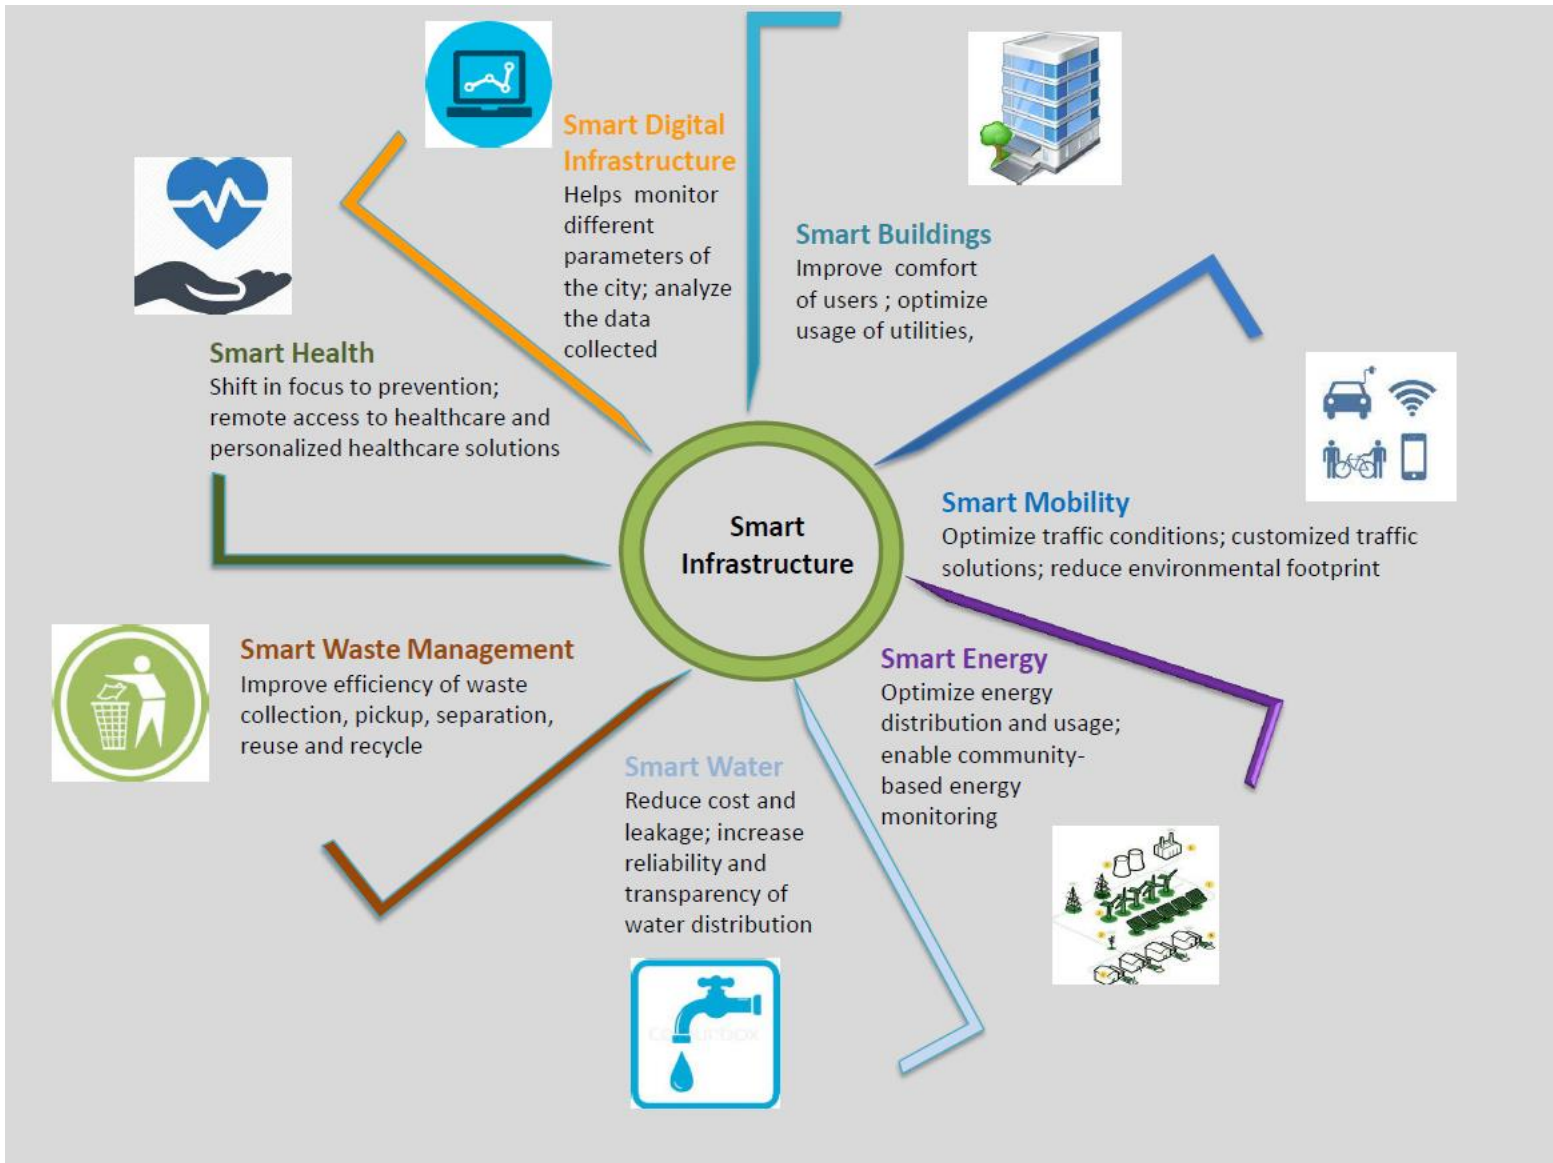 Smart Digital
Infrastructure
Helps monitor
different
parameters of
the city; analyze
the data
collected
Smart Buildings
Improve comfort
of users ; optimize
usage of utilities,
Smart Health
Shift in focus to prevention;
remote access to healthcare and
personalized healthcare solutions
Smart
Infrastructure
Smart Mobility
Optimize traffic conditions; customized traffic
solutions; reduce environmental footprint
Smart Waste Management
Improve efficiency of waste
collection, pickup, separation,
reuse and recycle
Smart Energy
Optimize energy
distribution and usage;
enable community-
based energy
monitoring
Smart Water
Reduce cost and
leakage; increase
reliability and
transparency of
water distribution